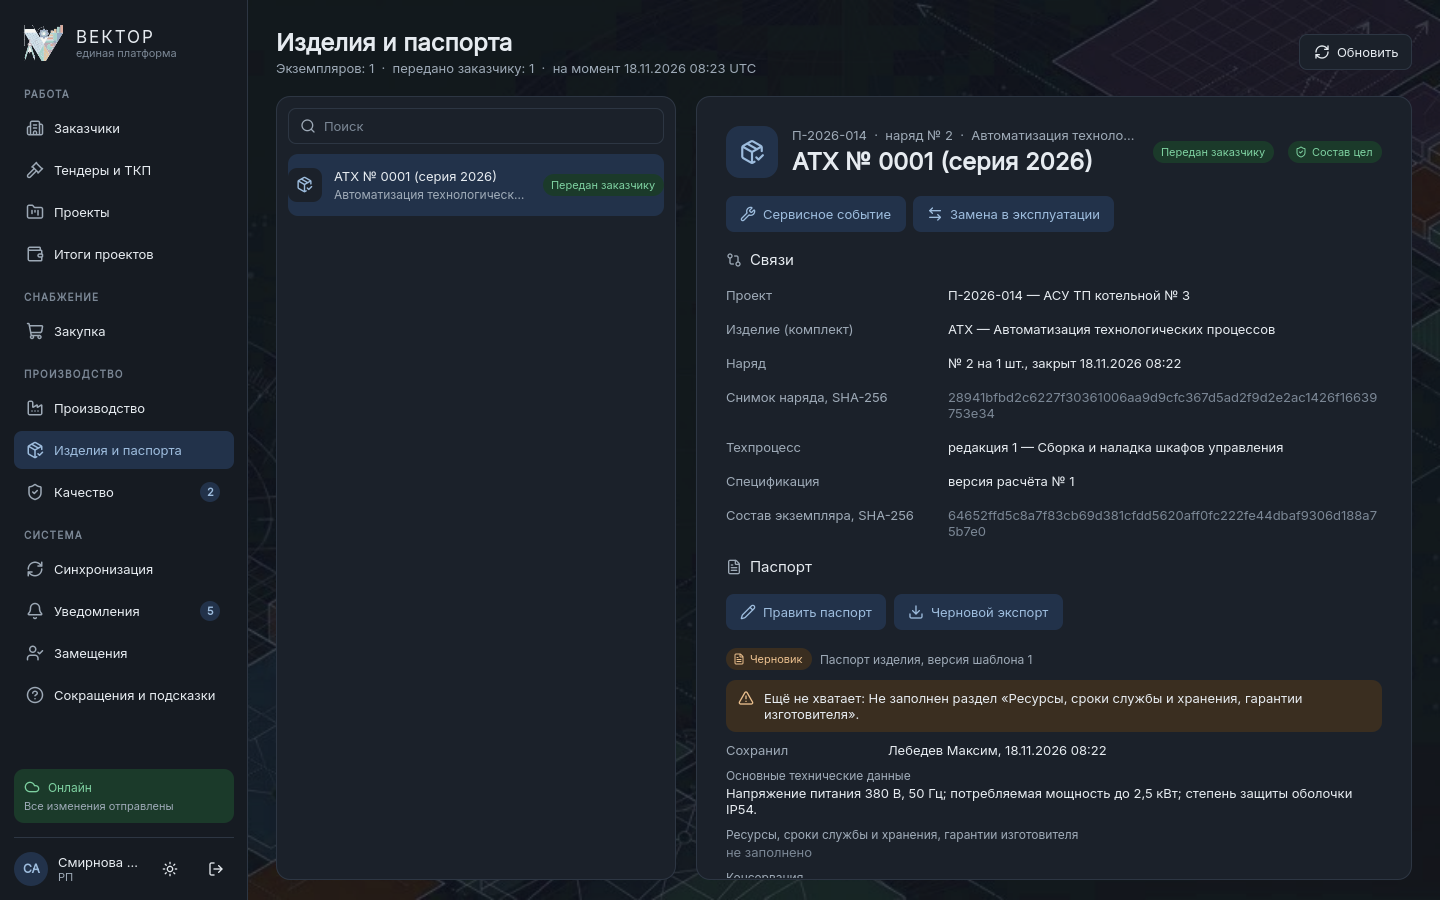 ВЕКТОР
единая платформа
РАБОТА
Заказчики
Тендеры и ТКП
Проекты
Итоги проектов
СНАБЖЕНИЕ
Закупка
ПРОИЗВОДСТВО
Производство
Изделия и паспорта
Качество 2
СИСТЕМА
Синхронизация
Уведомления 5
Замещения
Сокращения и подсказки
Онлайн
Все изменения отправлены
СА
Смирнова ...
РП
Изделия и паспорта
Экземпляров: 1 · передано заказчику: 1 · на момент 18.11.2026 08:23 UTC
Обновить
Поиск
АТХ № 0001 (серия 2026)
Автоматизация технологическ...
Передан заказчику
П-2026-014 · наряд № 2 · Автоматизация техноло...
АТХ № 0001 (серия 2026)
Передан заказчику
Состав цел
Сервисное событие
Замена в эксплуатации
Связи
Проект
П-2026-014 — АСУ ТП котельной № 3
Изделие (комплект)
АТХ — Автоматизация технологических процессов
Наряд
№ 2 на 1 шт., закрыт 18.11.2026 08:22
Снимок наряда, SHA-256
28941bfbd2c6227f30361006aa9d9cfc367d5ad2f9d2e2ac1426f16639
753e34
Техпроцесс
редакция 1 — Сборка и наладка шкафов управления
Спецификация
версия расчёта № 1
Состав экземпляра, SHA-256
64652ffd5c8a7f83cb69d381cfdd5620aff0fc222fe44dbaf9306d188a7
5b7e0
Паспорт
Править паспорт
Черновой экспорт
Черновик
Паспорт изделия, версия шаблона 1
Ещё не хватает: Не заполнен раздел «Ресурсы, сроки службы и хранения, гарантии
изготовителя».
Сохранил
Лебедев Максим, 18.11.2026 08:22
Основные технические данные
Напряжение питания 380 В, 50 Гц; потребляемая мощность до 2,5 кВт; степень защиты оболочки
IP54.
Ресурсы, сроки службы и хранения, гарантии изготовителя
не заполнено
Консервация